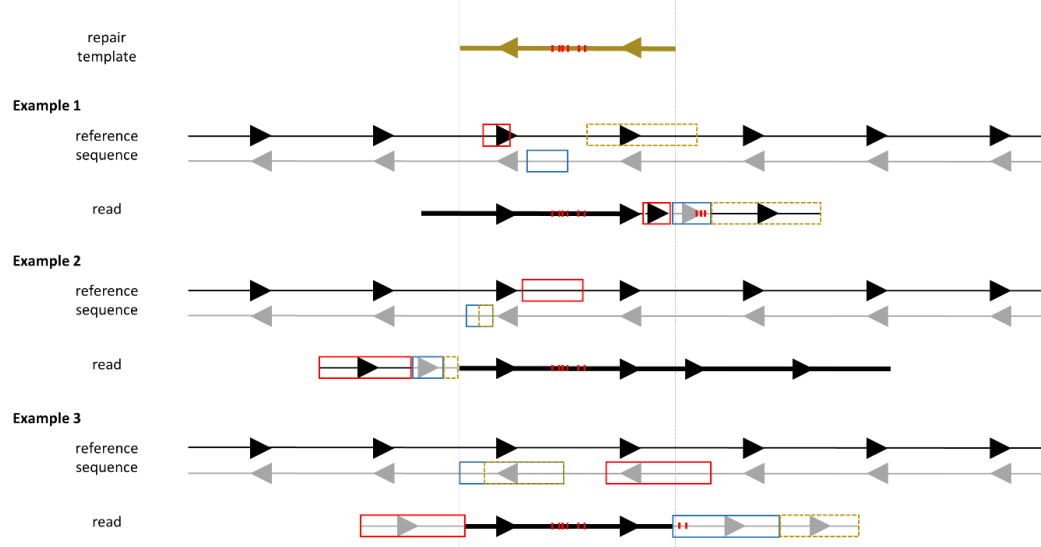 repair
template
Example 1
reference
sequence
read
Example 2
reference
sequence
read
Example 3
reference
sequence
read